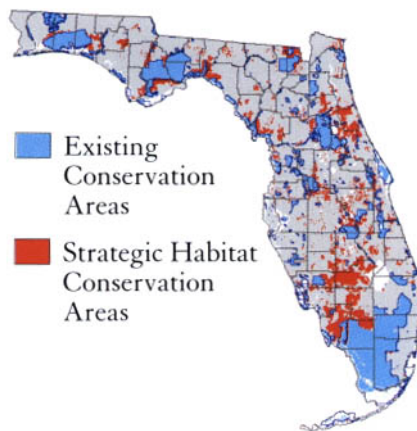 Existing
Conservation
Areas
Strategic Habitat
Conservation
Areas